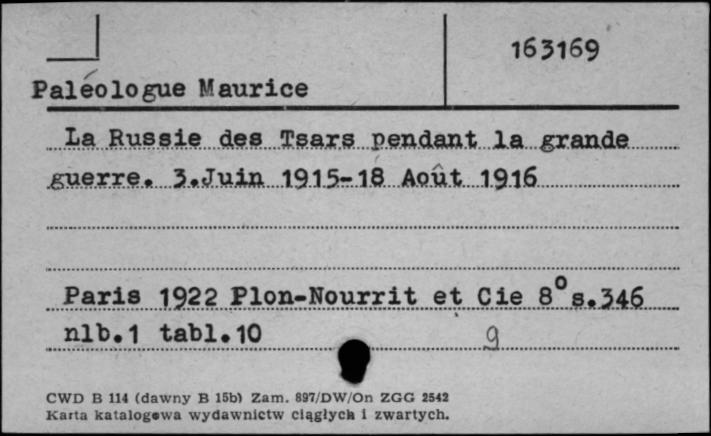 163169
Paléologue Maurice
La Russie des Tsars pendant la grande
guerre. 3.Juin 1915-18 Août 1916
Paris 1922 Plon-Nourrit et Cie 8° s.346
nlb.1 tabl.10
9
CWD B 114 (dawny B 15b) Zam. 897/DW/On ZGG 2542
Karta katalogowa wydawnictw ciągłych i zwartych.